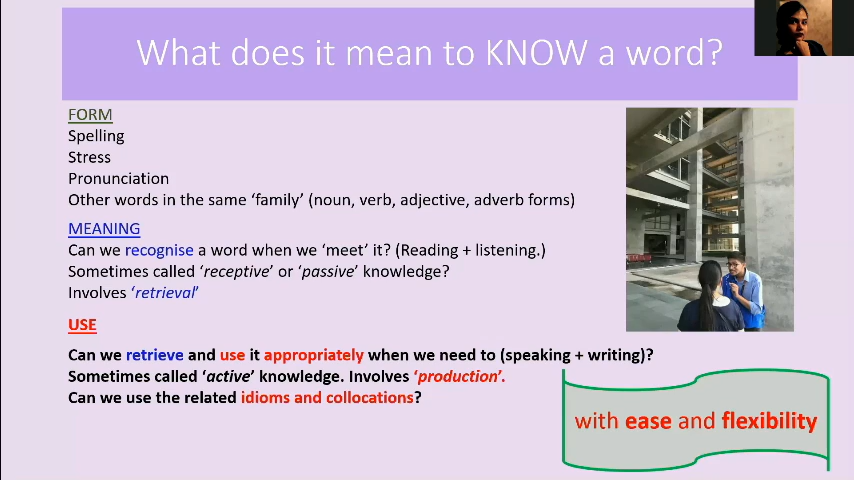 What does it mean to KNOW a word?
FORM
Spelling
Stress
Pronunciation
Other words in the same ‘family’ (noun, verb, adjective, adverb forms)
MEANING
Can we recognise a word when we ‘meet’ it? (Reading + listening.)
Sometimes called ‘receptive’ or ‘passive’ knowledge?
Involves ‘retrieval’
USE
Can we retrieve and use it appropriately when we need to (speaking + writing)?
Sometimes called ‘active’ knowledge. Involves ‘production’.
Can we use the related idioms and collocations?
with ease and flexibility